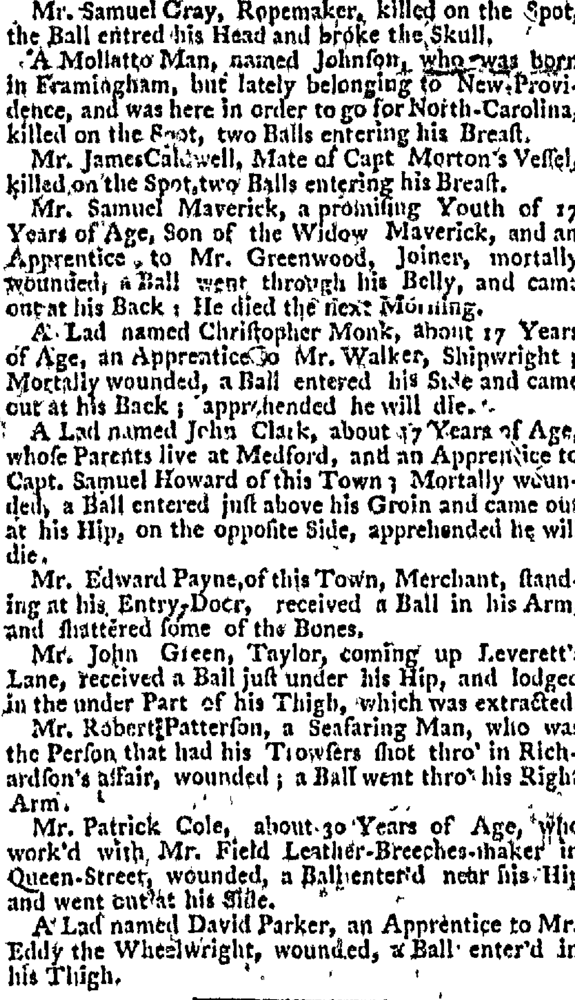 Mr. Samuel Gray, Ropemaker, killed on the Spot,
the Ball entred his Head and broke the Skull.
A Mollatto Man, named Johnſon, who was born
in Framingham, but lately belonging to New-Provi-
dence, and was here in order to go for North-Carolina,
killed on the Spot, two Balls entering his Breaſt.
Mr. James Caldwell, Mate of Capt Morton's Veſſel,
killed on the Spot, two Balls entering his Breaſt.
Mr. Samuel Maverick, a promiſing Youth of 17
Years of Age, Son of the Widow Maverick, and an
Apprentice to Mr. Greenwood, Joiner, mortally
wounded, a Ball went through his Belly, and came
out at his Back : He died the next Morning.
A Lad named Chriſtopher Monk, about 17 Years
of Age, an Apprentice to Mr. Walker, Shipwright ;
Mortally wounded, a Ball entered his Side and came
out at his Back ; apprehended he will die.
A Lad named John Clark, about 17 Years of Age,
whoſe Parents live at Medford, and an Apprentice to
Capt. Samuel Howard of this Town ; Mortally woun-
ded, a Ball entered juſt above his Groin and came out
at his Hip, on the oppoſite Side, apprehended he will
die.
Mr. Edward Payne, of this Town, Merchant, ſtand-
ing at his Entry-Door, received a Ball in his Arm,
and ſhattered ſome of the Bones.
Mr. John Green, Taylor, coming up Leverett's
Lane, received a Ball juſt under his Hip, and lodged
in the under Part of his Thigh, which was extracted
Mr. Robert Patterſon, a Seafaring Man, who was
the Perſon that had his Trowſers ſhot thro' in Rich-
ardſon's affair, wounded ; a Ball went thro' his Right
Arm.
Mr. Patrick Cole, about 30 Years of Age, who
work'd with Mr. Field Leather-Breeches-maker in
Queen-Street, wounded, a Ball enter'd near his Hip
and went out at his Side.
A Lad named David Parker, an Apprentice to Mr.
Eddy the Wheelwright, wounded, a Ball enter'd in
his Thigh.